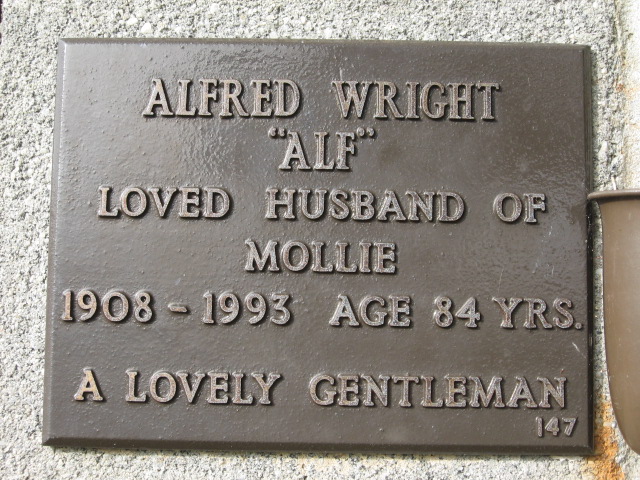 ALFRED WRIGHT
"ALF"
LOVED HUSBAND OF
MOLLIE
1908 - 1993 AGE 84 YRS.
A LOVELY GENTLEMAN
147